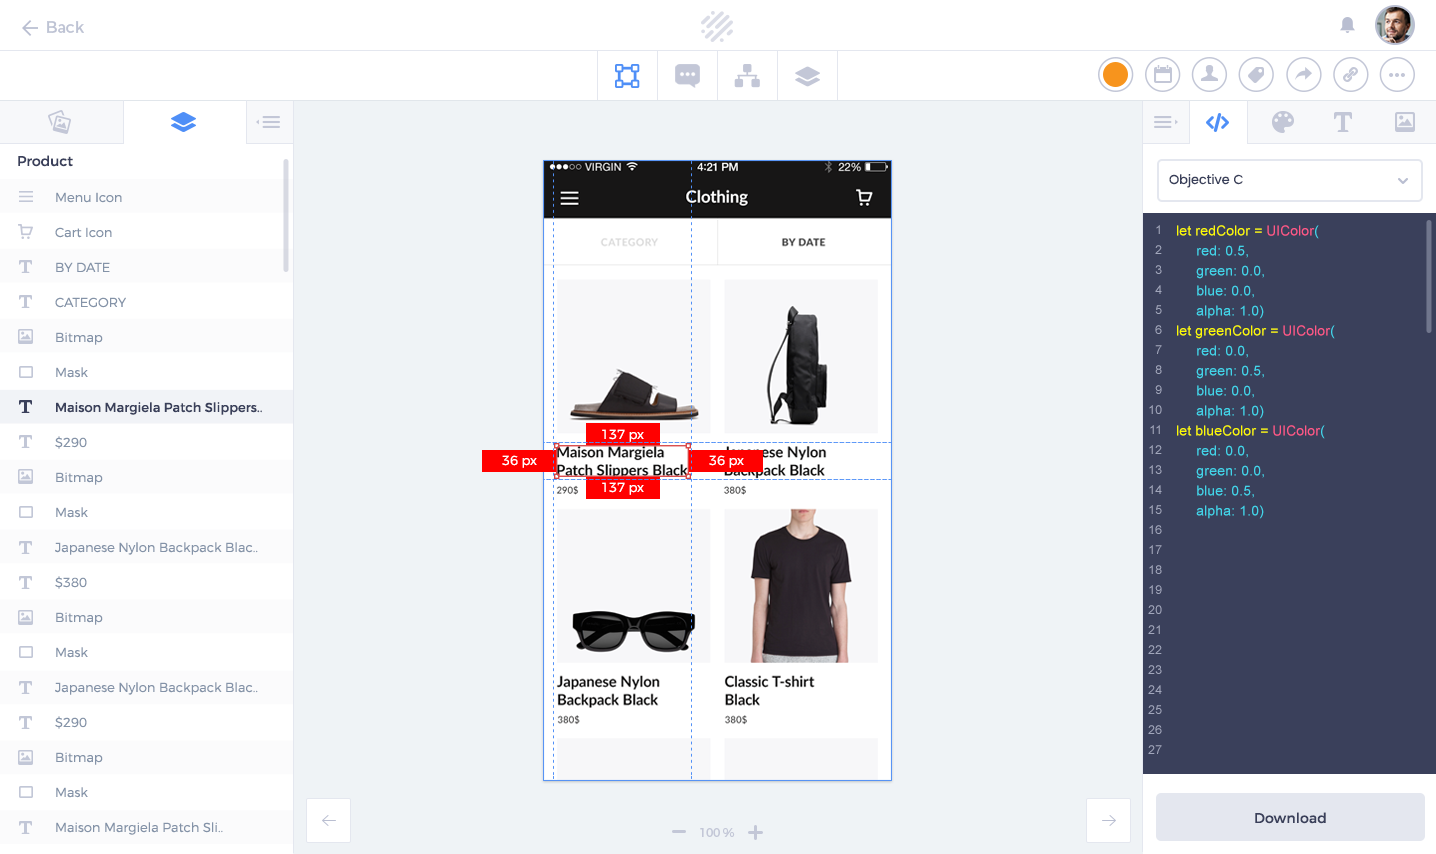 Back
Product
Menu Icon
Cart Icon
BY DATE
CATEGORY
Bitmap
Mask
Maison Margiela Patch Slippers..
$290
Bitmap
Mask
Japanese Nylon Backpack Blac..
$380
Bitmap
Mask
Japanese Nylon Backpack Blac..
$290
Bitmap
Mask
Maison Margiela Patch Sli..
VIRGIN 4:21 PM 22%
Clothing
CATEGORY BY DATE
137 px
36 px
Maison Margiela
Patch Slippers Black
36 px
137 px
290$
Nylon
Black
380$
Japanese Nylon
Backpack Black
380$
Classic T-shirt
Black
380$
100 %
Objective C
1 let redColor = UIColor(
2 red: 0.5,
3 green: 0.0,
4 blue: 0.0,
5 alpha: 1.0)
6 let greenColor = UIColor(
7 red: 0.0,
8 green: 0.5,
9 blue: 0.0,
10 alpha: 1.0)
11 let blueColor = UIColor(
12 red: 0.0,
13 green: 0.0,
14 blue: 0.5,
15 alpha: 1.0)
16
17
18
19
20
21
22
23
24
25
26
27
Download